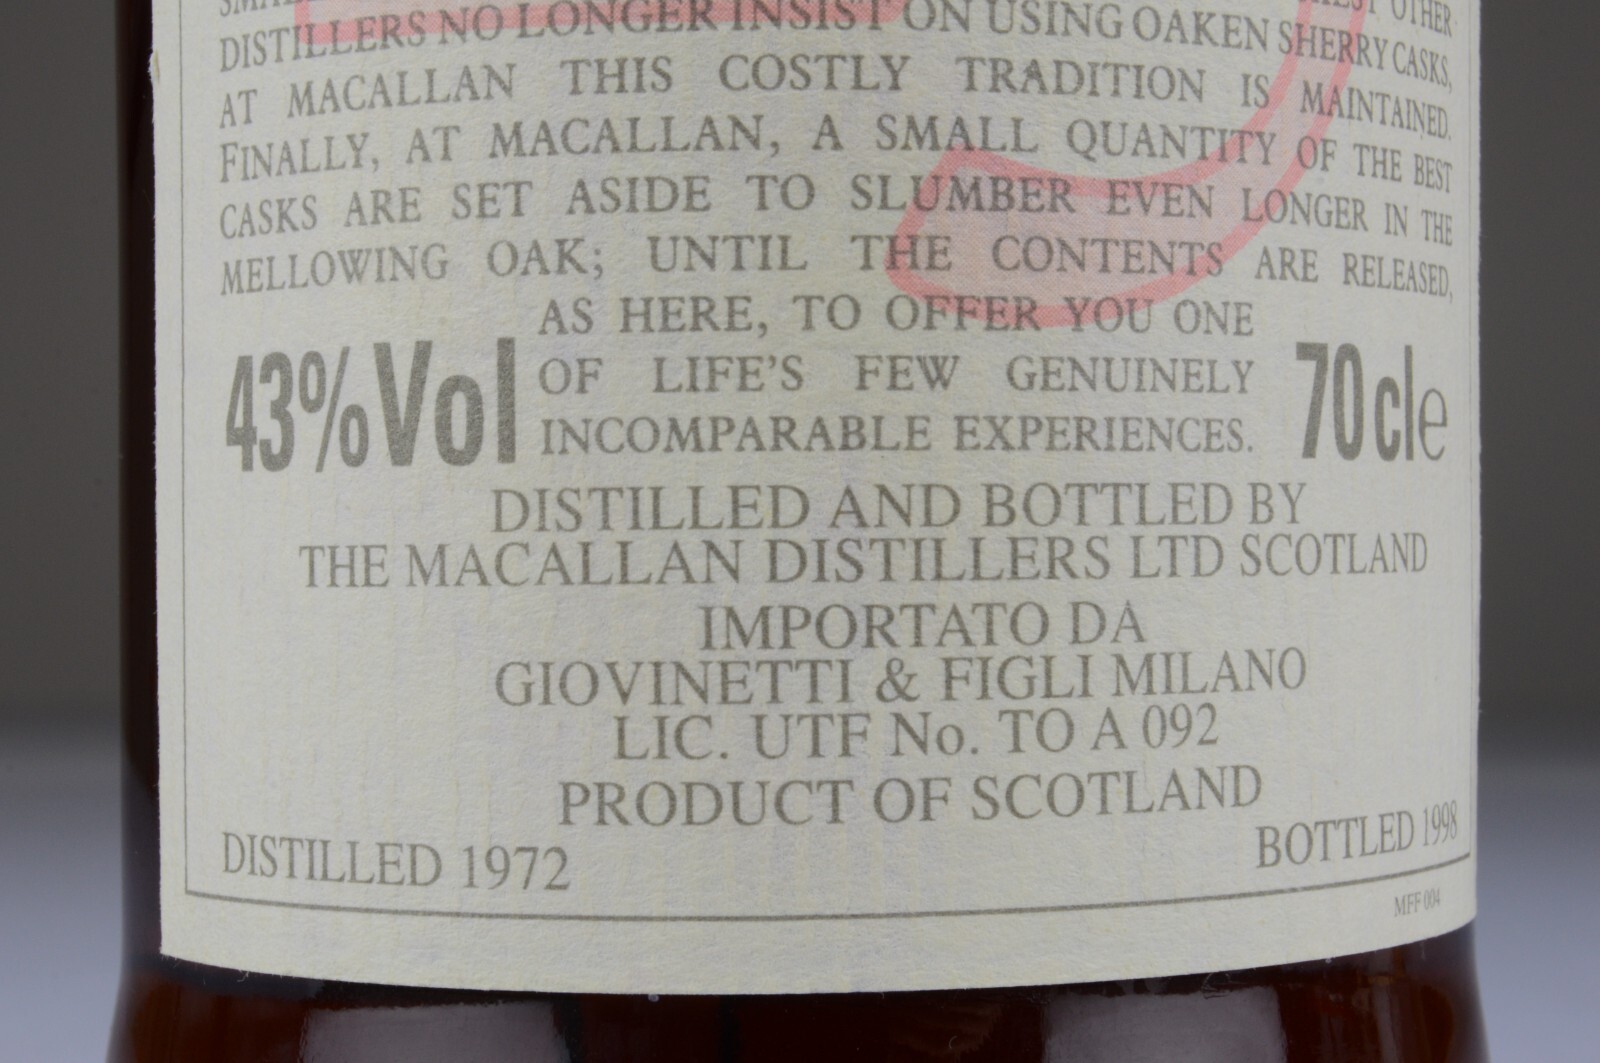 DISTILLERS NO LONGER INSIST ON USING OAKEN SHERRY CASKS,
AT MACALLAN THIS COSTLY TRADITION IS MAINTAINED.
FINALLY, AT MACALLAN, A SMALL QUANTITY OF THE BEST
CASKS ARE SET ASIDE TO SLUMBER EVEN LONGER IN THE
MELLOWING OAK; UNTIL THE CONTENTS ARE RELEASED,
AS HERE, TO OFFER YOU ONE
OF LIFE'S FEW GENUINELY
INCOMPARABLE EXPERIENCES.
43%Vol
70cle
DISTILLED AND BOTTLED BY
THE MACALLAN DISTILLERS LTD SCOTLAND
IMPORTATO DA
GIOVINETTI & FIGLI MILANO
LIC. UTF No. TO A 092
PRODUCT OF SCOTLAND
DISTILLED 1972
BOTTLED 1998
MFF 004